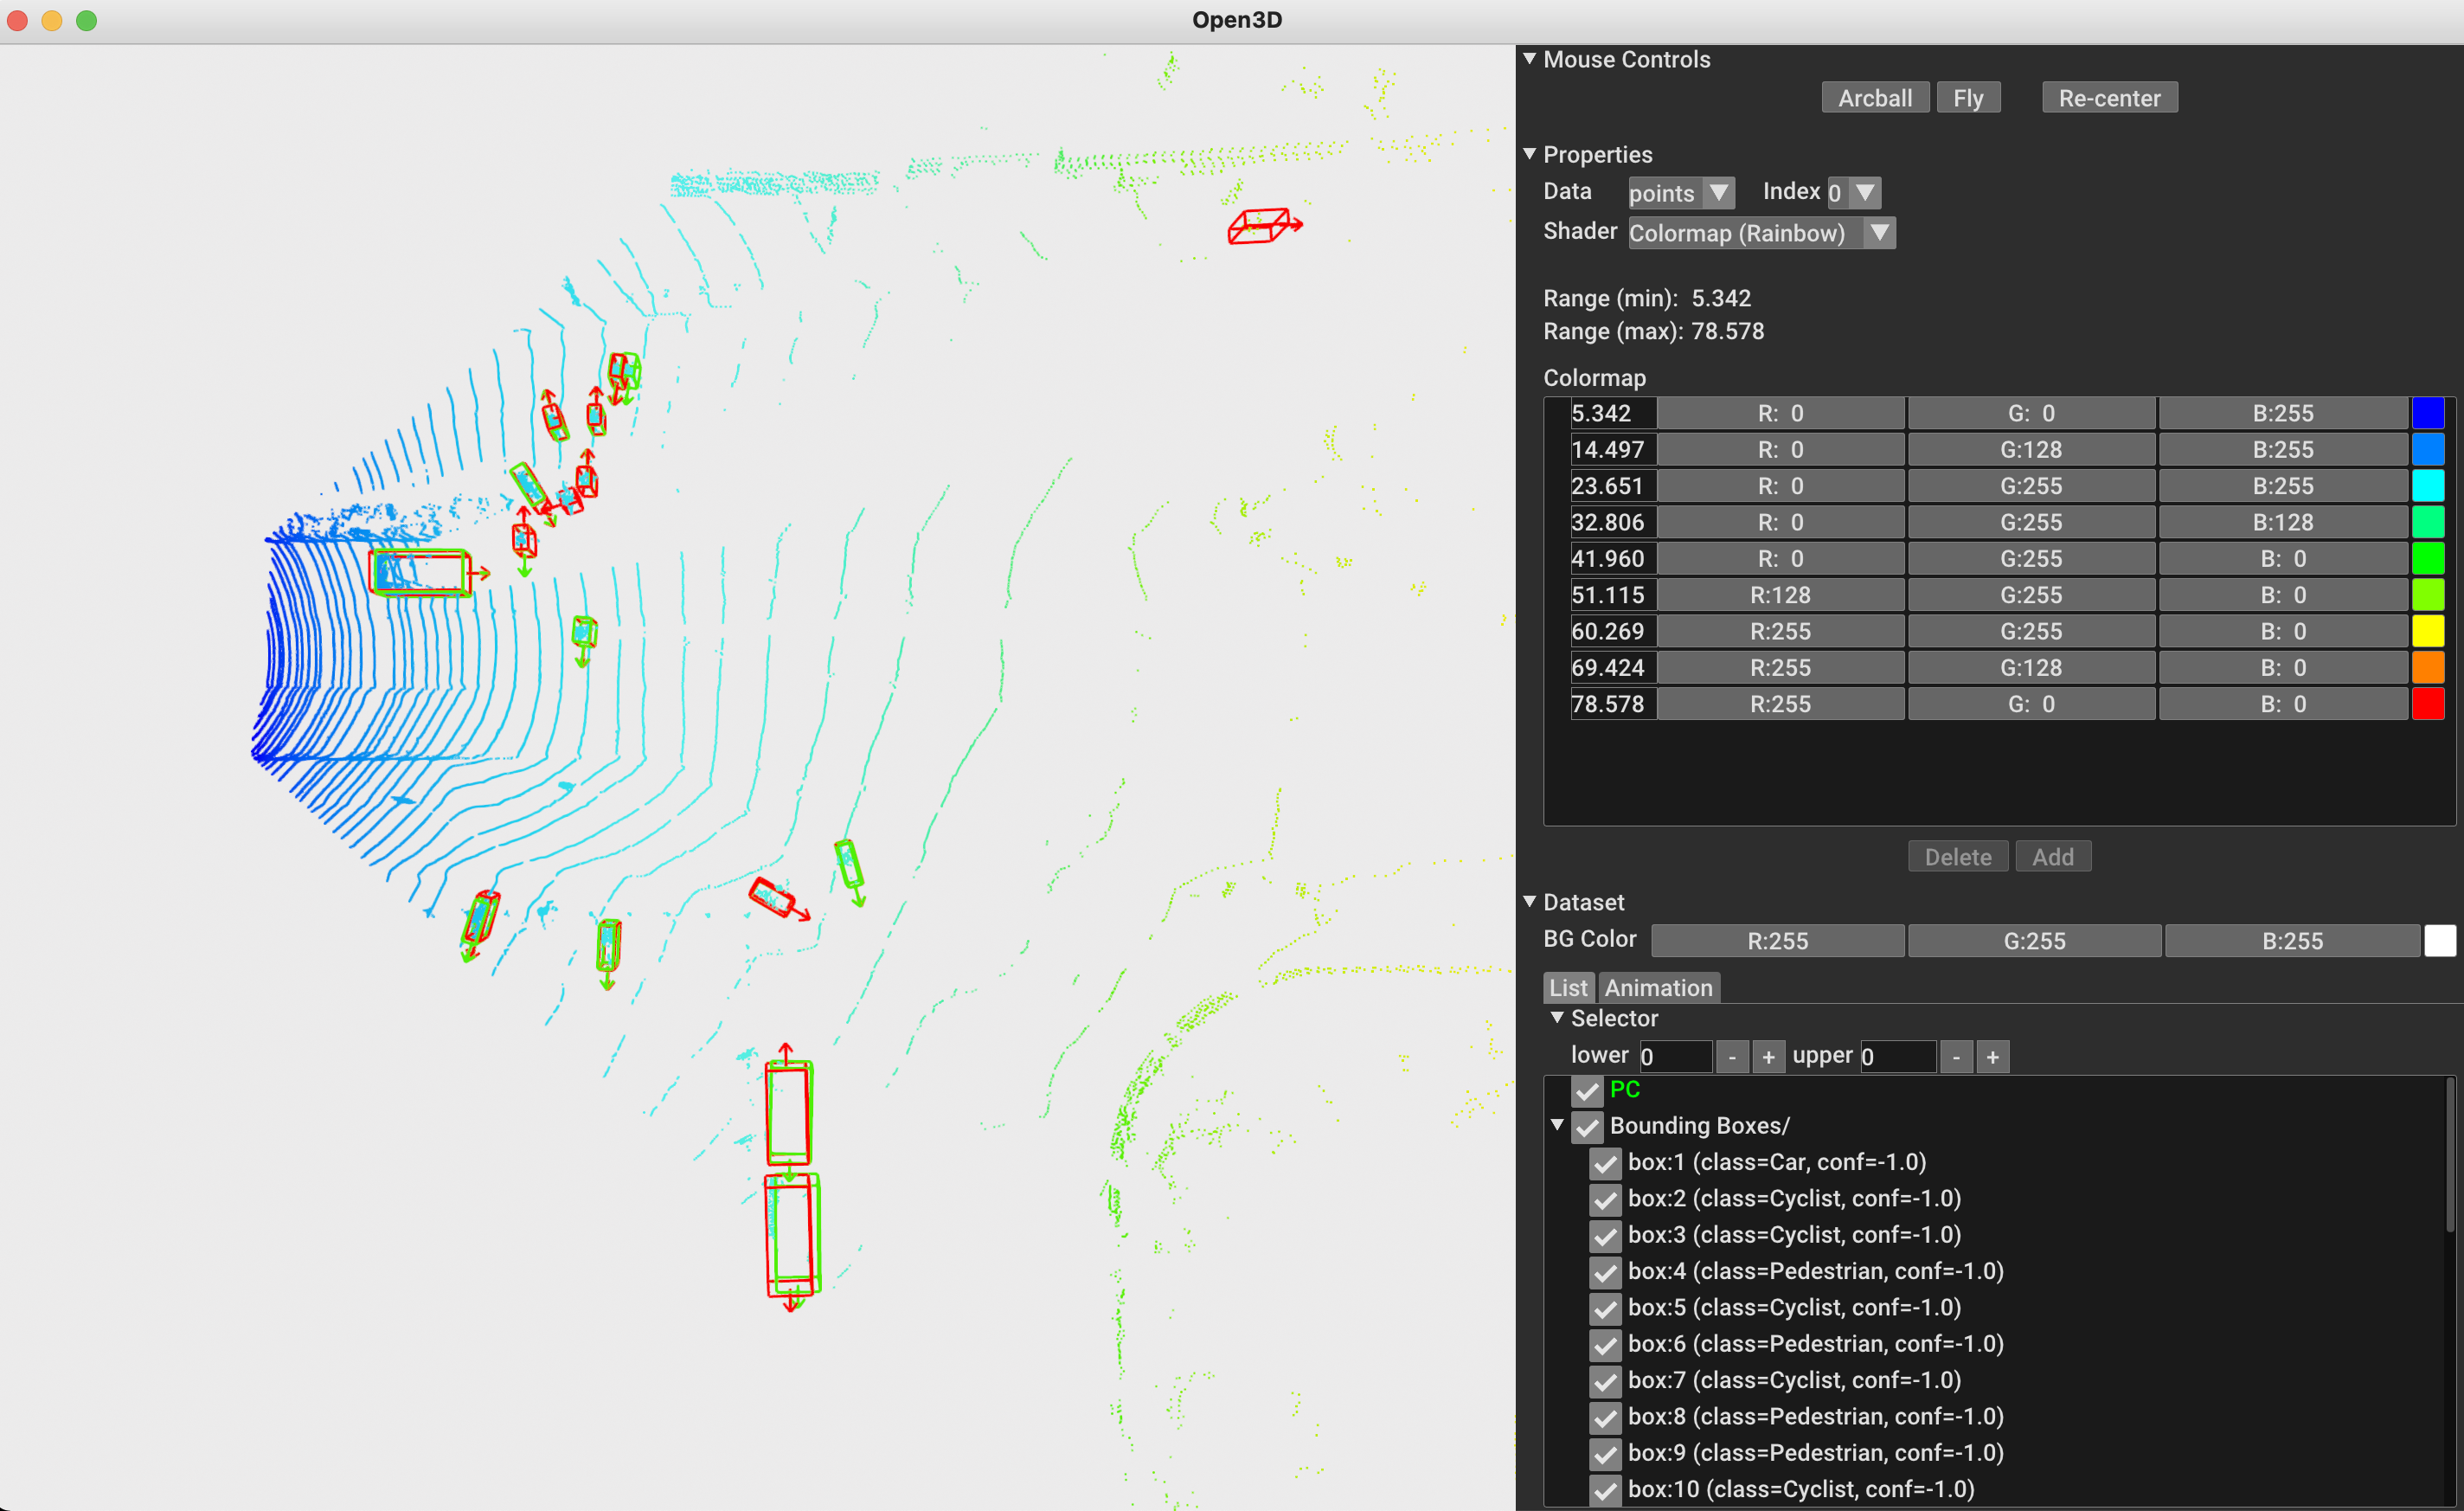 Open3D
Mouse Controls
Arcball Fly Re-center
Properties
Data points Index 0
Shader Colormap (Rainbow)
Range (min): 5.342
Range (max): 78.578
Colormap
5.342 R: 0 G: 0 B:255
14.497 R: 0 G:128 B:255
23.651 R: 0 G:255 B:255
32.806 R: 0 G:255 B:128
41.960 R: 0 G:255 B: 0
51.115 R:128 G:255 B: 0
60.269 R:255 G:255 B: 0
69.424 R:255 G:128 B: 0
78.578 R:255 G: 0 B: 0
Delete Add
Dataset
BG Color R:255 G:255 B:255
List Animation
Selector
lower 0 - + upper 0 - +
PC
Bounding Boxes/
box:1 (class=Car, conf=-1.0)
box:2 (class=Cyclist, conf=-1.0)
box:3 (class=Cyclist, conf=-1.0)
box:4 (class=Pedestrian, conf=-1.0)
box:5 (class=Cyclist, conf=-1.0)
box:6 (class=Pedestrian, conf=-1.0)
box:7 (class=Cyclist, conf=-1.0)
box:8 (class=Pedestrian, conf=-1.0)
box:9 (class=Pedestrian, conf=-1.0)
box:10 (class=Cyclist, conf=-1.0)